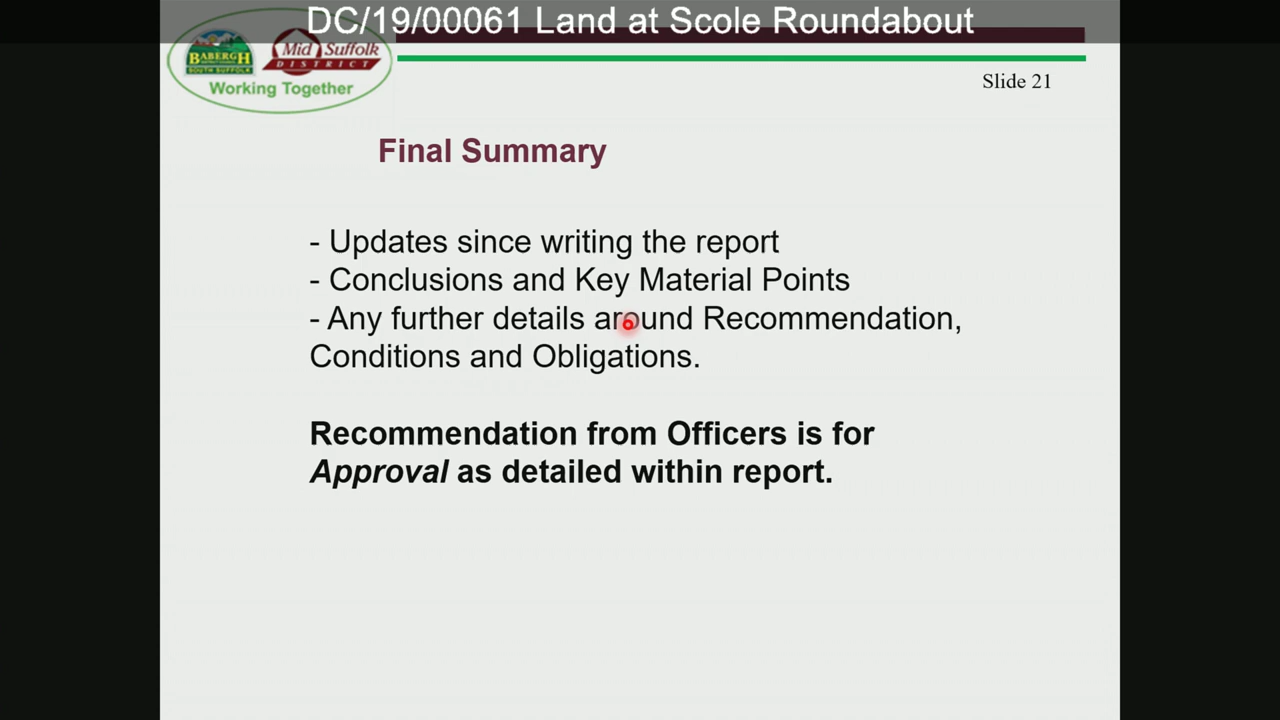 DC/19/00061 Land at Scole Roundabout
BABERGH
SOUTH SUFFOLK
Mid Suffolk
DISTRICT
Working Together
Slide 21
Final Summary
- Updates since writing the report
- Conclusions and Key Material Points
- Any further details around Recommendation,
Conditions and Obligations.
Recommendation from Officers is for
Approval as detailed within report.